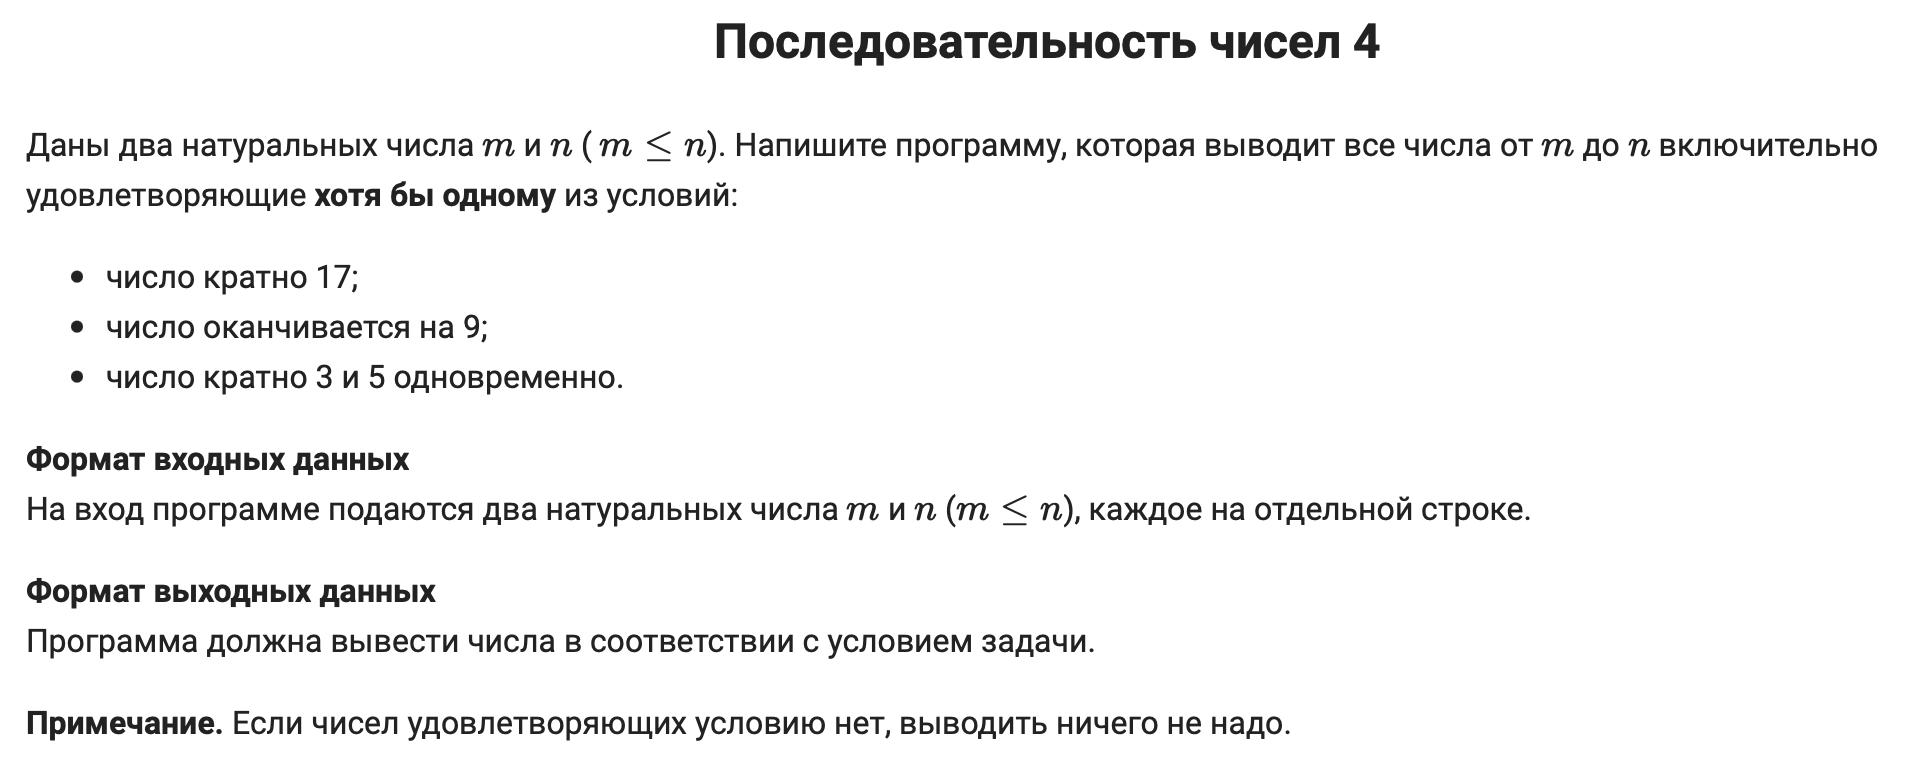 Последовательность чисел 4
Даны два натуральных числа m и n ( m ≤ n). Напишите программу, которая выводит все числа от m до n включительно
удовлетворяющие хотя бы одному из условий:
• число кратно 17;
• число оканчивается на 9;
• число кратно 3 и 5 одновременно.
Формат входных данных
На вход программе подаются два натуральных числа m и n (m ≤ n), каждое на отдельной строке.
Формат выходных данных
Программа должна вывести числа в соответствии с условием задачи.
Примечание. Если чисел удовлетворяющих условию нет, выводить ничего не надо.